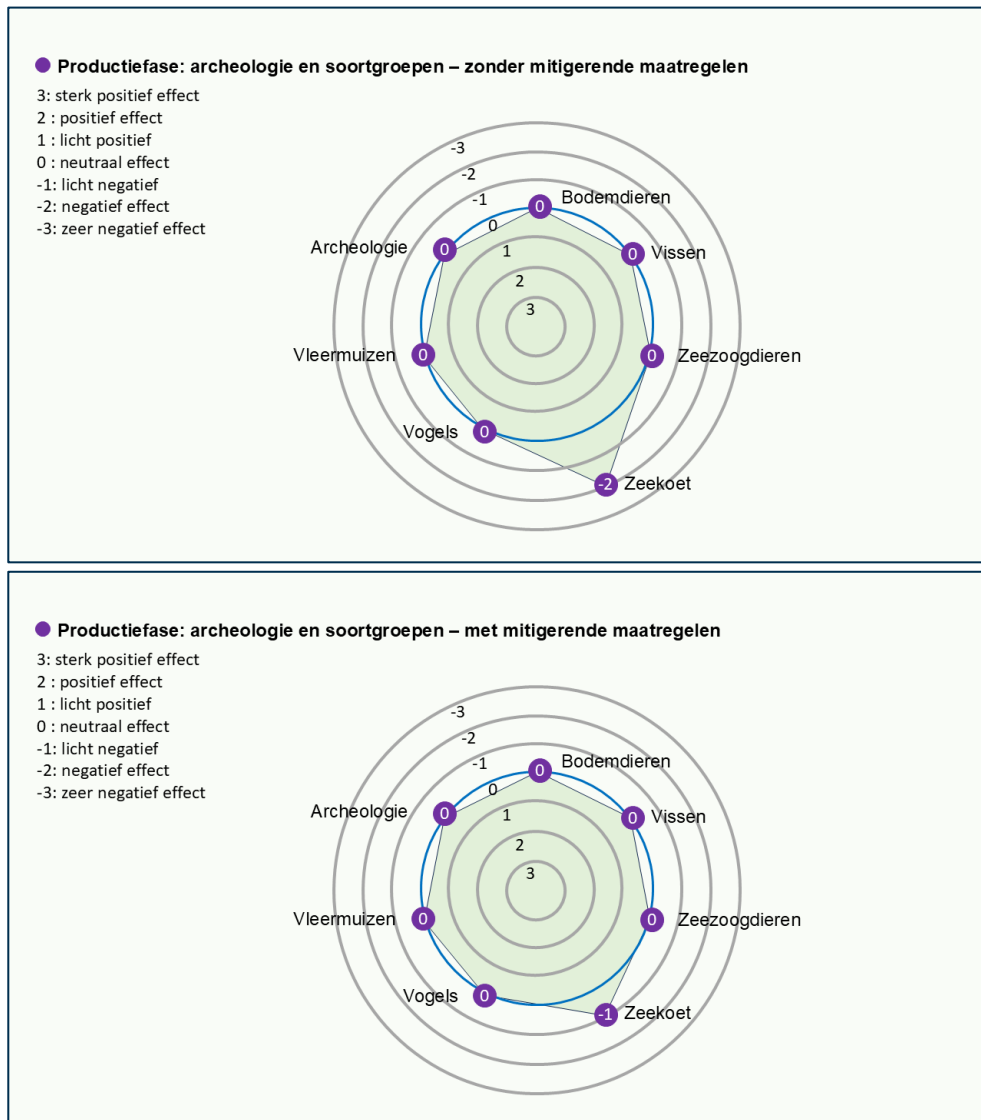 Productiefase: archeologie en soortgroepen – zonder mitigerende maatregelen
3: sterk positief effect
2 : positief effect
1 : licht positief
0 : neutraal effect
-1: licht negatief
-2: negatief effect
-3: zeer negatief effect
-3
-2
-1
0
1
2
3
0 Bodemdieren
0 Vissen
0 Zeezoogdieren
-2 Zeekoet
Vogels 0
Vleermuizen 0
Archeologie 0
Productiefase: archeologie en soortgroepen – met mitigerende maatregelen
3: sterk positief effect
2 : positief effect
1 : licht positief
0 : neutraal effect
-1: licht negatief
-2: negatief effect
-3: zeer negatief effect
-3
-2
-1
0
1
2
3
0 Bodemdieren
0 Vissen
0 Zeezoogdieren
-1 Zeekoet
Vogels 0
Vleermuizen 0
Archeologie 0